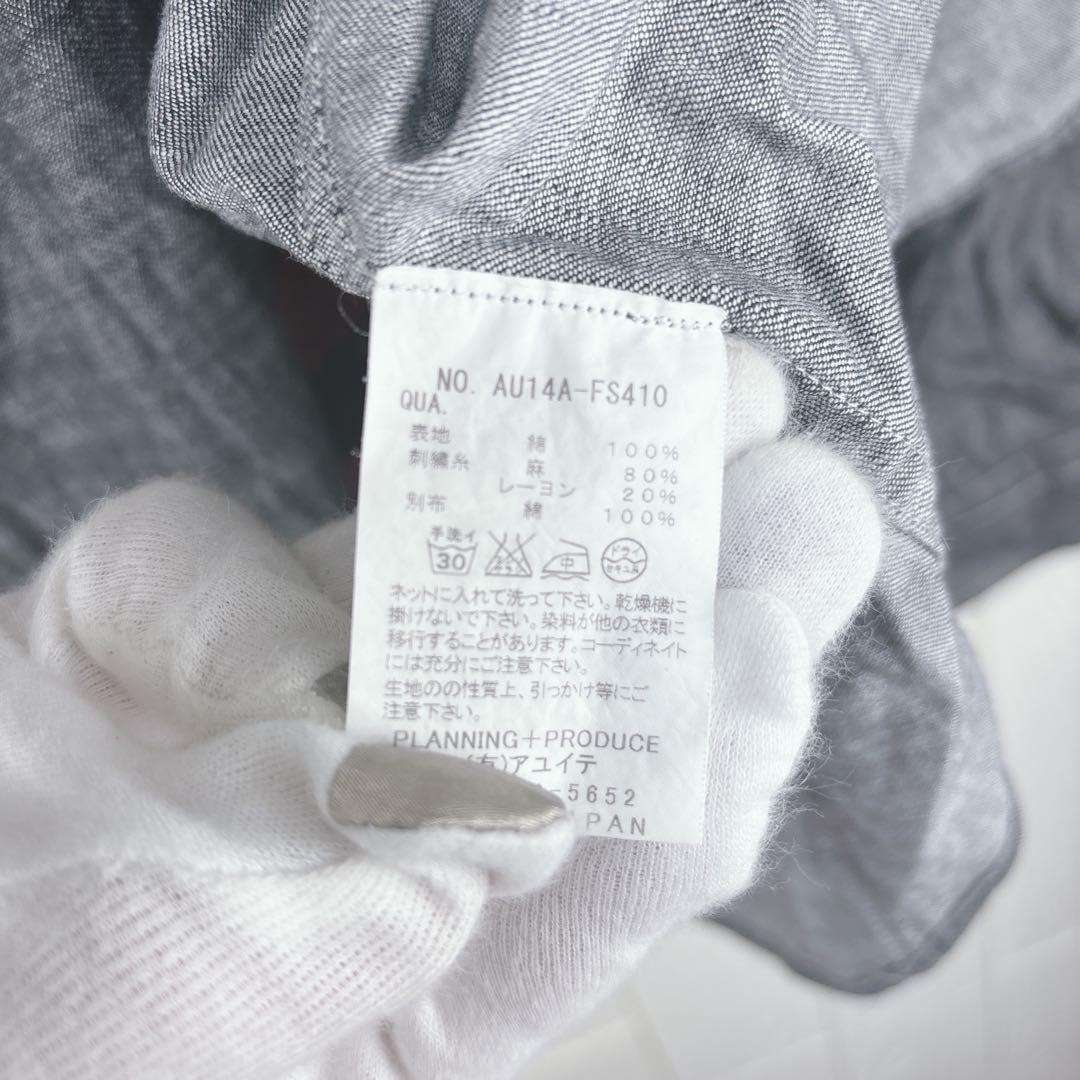 NO. AU14A-FS410
QUA.
表地 綿 100%
刺繍糸 麻 80%
レーヨン 20%
別布 綿 100%
手洗イ
30
中
ドライ
セキユ系
ネットに入れて洗って下さい。乾燥機に
掛けないで下さい。染料が他の衣類に
移行することがあります。コーディネイト
には充分にご注意下さい。
生地のの性質上、引っかけ等にご
注意下さい。
PLANNING+PRODUCE
(有)アユイテ
-5652
PAN